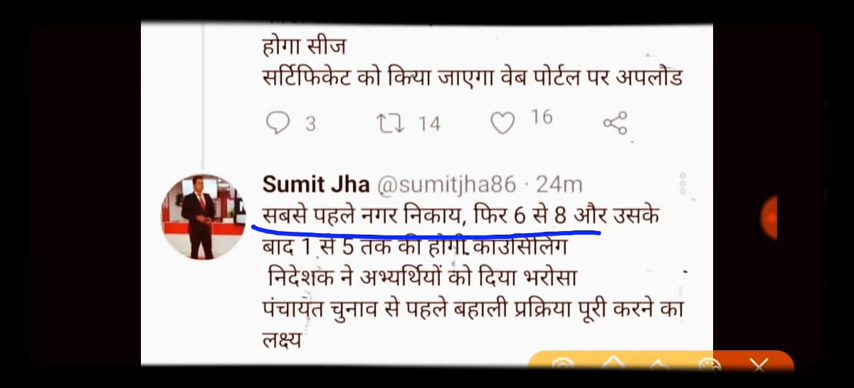 होगा सीज
सर्टिफिकेट को किया जाएगा वेब पोर्टल पर अपलौड
3 14 16
Sumit Jha @sumitjha86 · 24m
सबसे पहले नगर निकाय, फिर 6 से 8 और उसके
बाद 1 से 5 तक की होगी काउंसिलिंग
निदेशक ने अभ्यर्थियों को दिया भरोसा
पंचायत चुनाव से पहले बहाली प्रक्रिया पूरी करने का
लक्ष्य